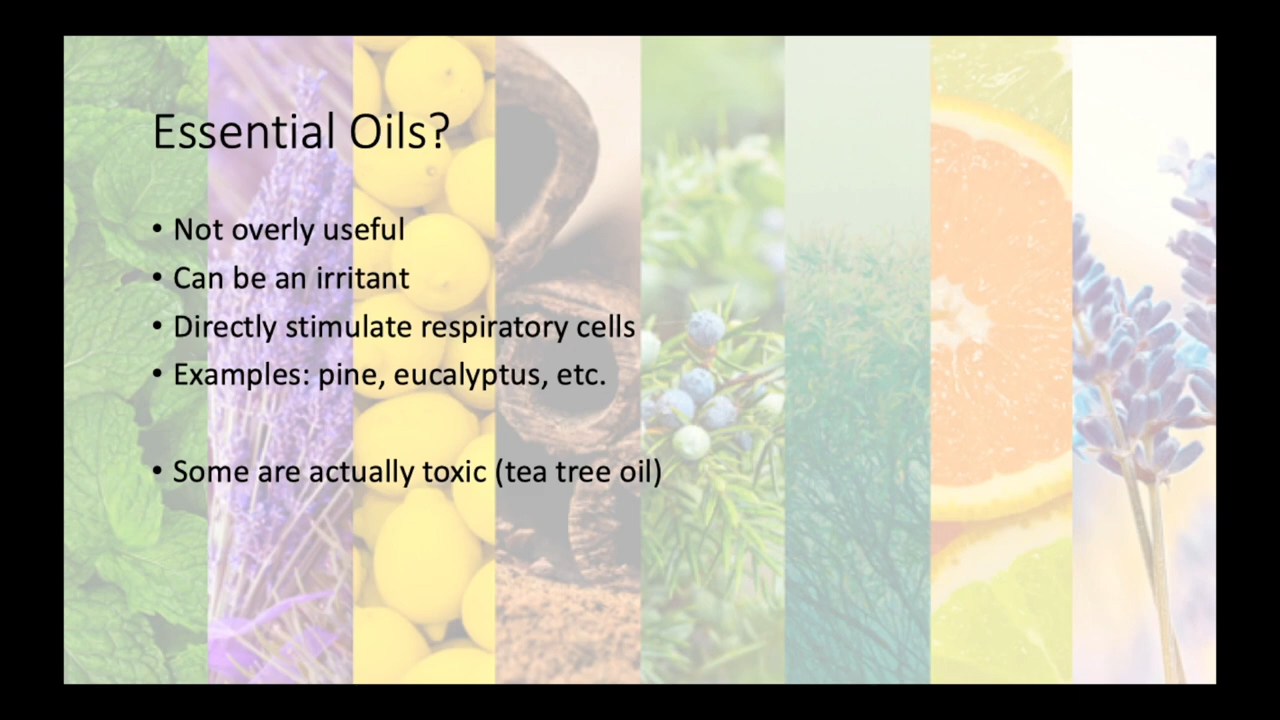 Essential Oils?
• Not overly useful
• Can be an irritant
• Directly stimulate respiratory cells
• Examples: pine, eucalyptus, etc.
• Some are actually toxic (tea tree oil)